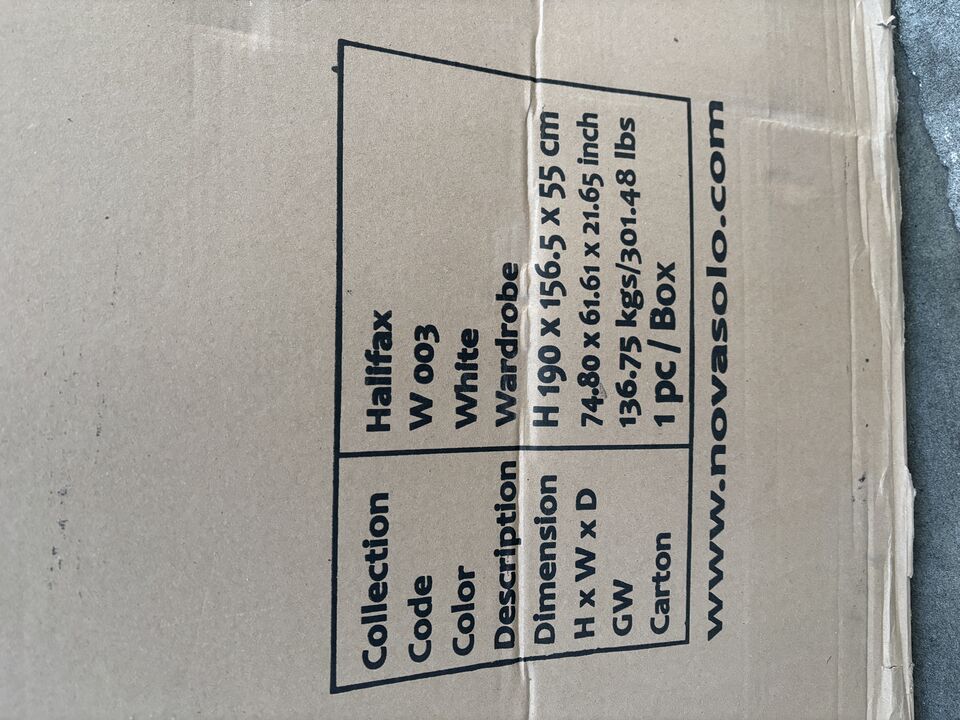 Collection Halifax
Code W 003
Color White
Description Wardrobe
Dimension H 190 x 156.5 x 55 cm
H x W x D 74.80 x 61.61 x 21.65 inch
GW 136.75 kgs/301.48 lbs
Carton 1 pc / Box
www.novasolo.com